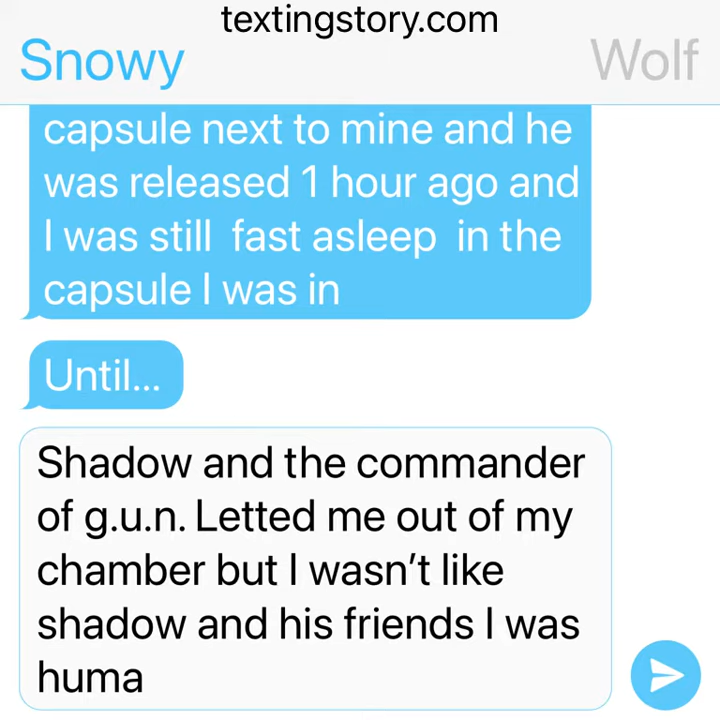 textingstory.com
Snowy Wolf
capsule next to mine and he
was released 1 hour ago and
I was still  fast asleep  in the
capsule I was in
Until...
Shadow and the commander
of g.u.n. Letted me out of my
chamber but I wasn’t like
shadow and his friends I was
huma